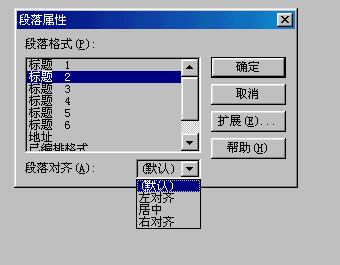 段落属性
段落格式(P):
标题 1
标题 2
标题 3
标题 4
标题 5
标题 6
地址
已编排格式
确定
取消
扩展(E)...
帮助(H)
段落对齐(A):
(默认)
(默认)
左对齐
居中
右对齐